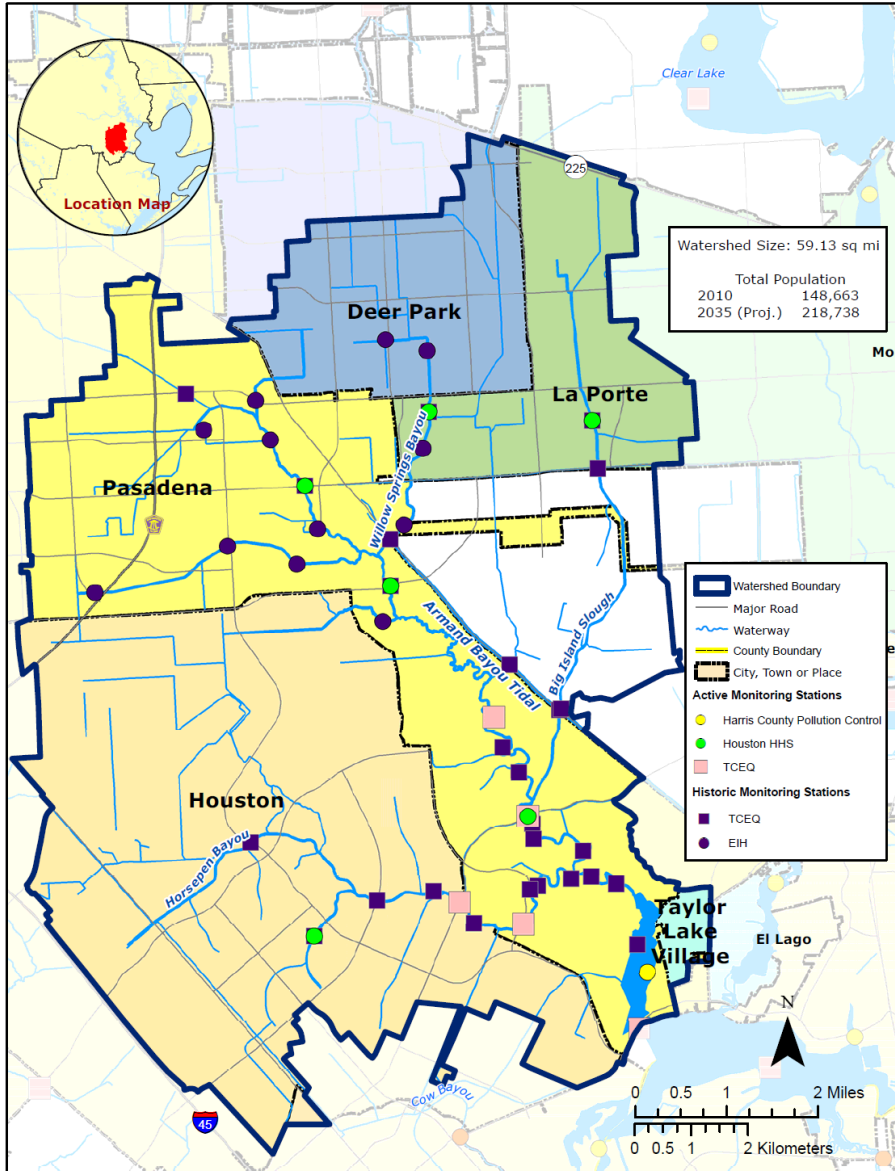 Clear Lake
Location Map
225
Watershed Size: 59.13 sq mi
Total Population
2010 148,663
2035 (Proj.) 218,738
Deer Park
Mo
La Porte
Pasadena
Willow Springs Bayou
Armand Bayou Tidal
Big Island Slough
Watershed Boundary
Major Road
Waterway
County Boundary
City, Town or Place
Active Monitoring Stations
Harris County Pollution Control
Houston HHS
TCEQ
Historic Monitoring Stations
TCEQ
EIH
e
Houston
Horsepen Bayou
Taylor
Lake
Village
El Lago
N
Cow Bayou
45
0 0.5 1 2 Miles
0 0.5 1 2 Kilometers